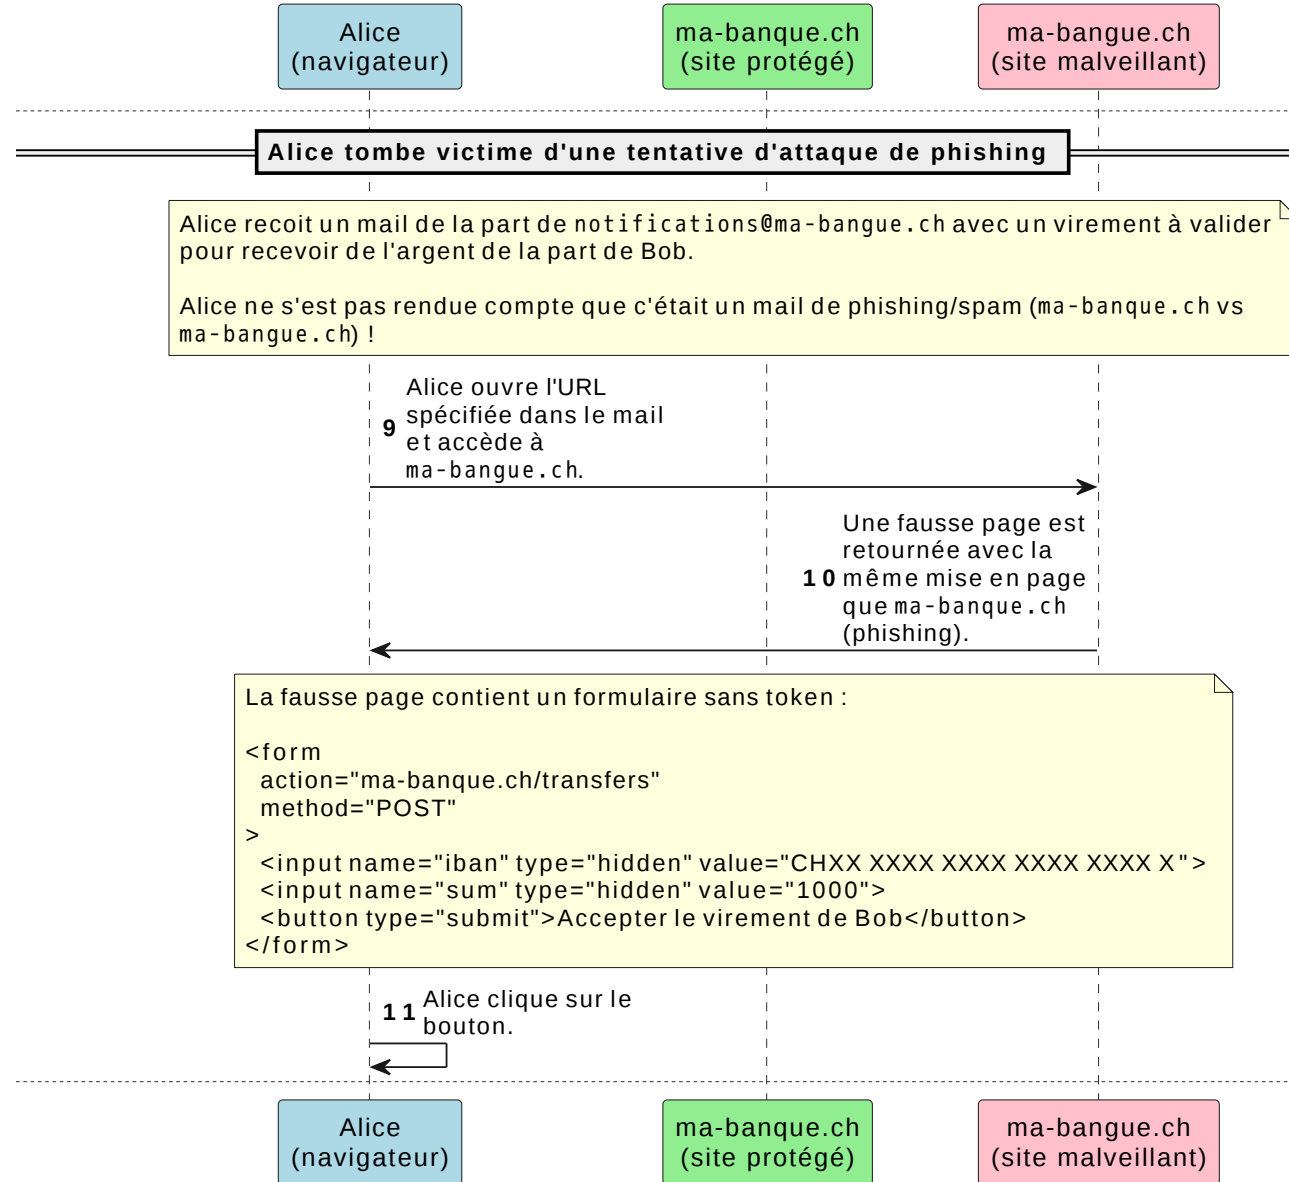 Alice
(navigateur)
ma-banque.ch
(site protégé)
ma-bangue.ch
(site malveillant)
Alice tombe victime d'une tentative d'attaque de phishing
Alice recoit un mail de la part de notifications@ma-bangue.ch avec un virement à valider
pour recevoir de l'argent de la part de Bob.
Alice ne s'est pas rendue compte que c'était un mail de phishing/spam (ma-banque.ch vs
ma-bangue.ch) !
9
Alice ouvre l'URL
spécifiée dans le mail
et accède à
ma-bangue.ch.
10
Une fausse page est
retournée avec la
même mise en page
que ma-banque.ch
(phishing).
La fausse page contient un formulaire sans token :
<form
  action="ma-banque.ch/transfers"
  method="POST"
>
  <input name="iban" type="hidden" value="CHXX XXXX XXXX XXXX XXXX X">
  <input name="sum" type="hidden" value="1000">
  <button type="submit">Accepter le virement de Bob</button>
</form>
11
Alice clique sur le
bouton.
Alice
(navigateur)
ma-banque.ch
(site protégé)
ma-bangue.ch
(site malveillant)